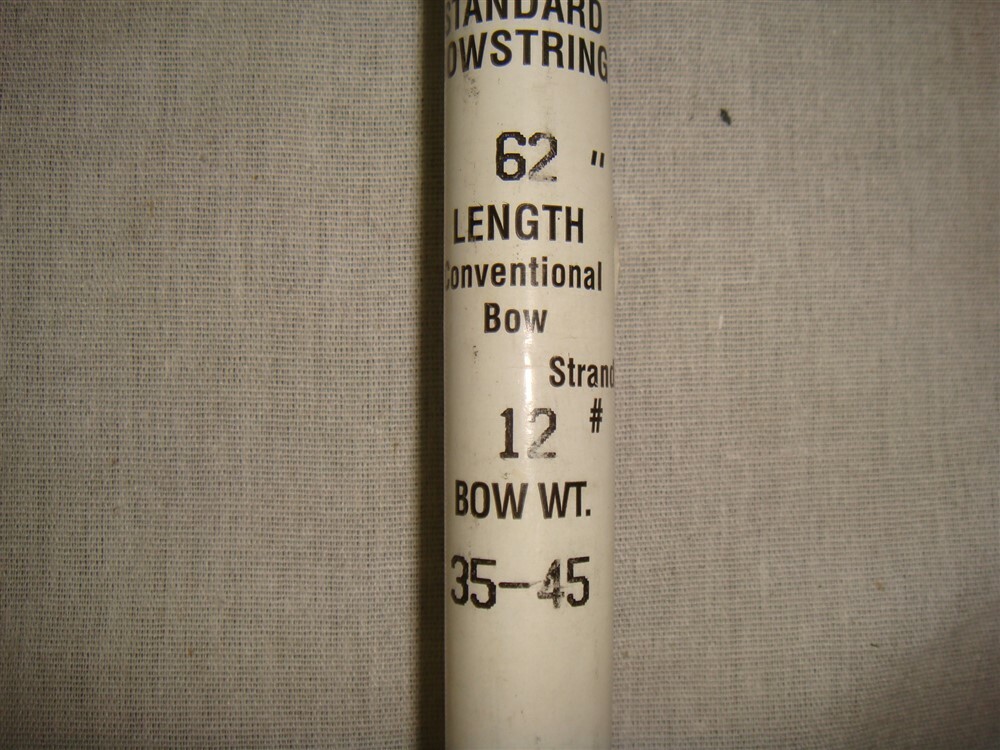 STANDARD
OWSTRING
62 "
LENGTH
Conventional
Bow
Strand
12 #
BOW WT.
35-45